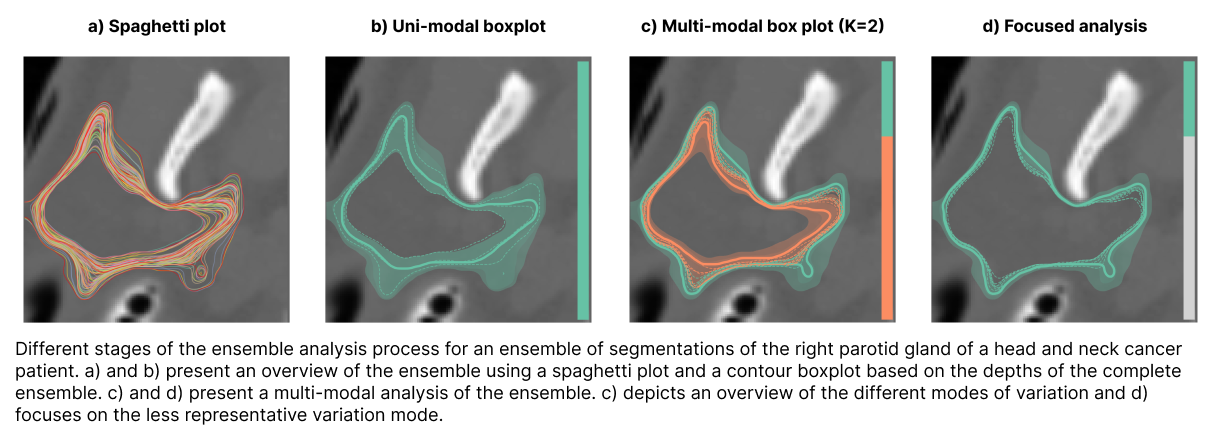 a) Spaghetti plot
b) Uni-modal boxplot
c) Multi-modal box plot (K=2)
d) Focused analysis
Different stages of the ensemble analysis process for an ensemble of segmentations of the right parotid gland of a head and neck cancer
patient. a) and b) present an overview of the ensemble using a spaghetti plot and a contour boxplot based on the depths of the complete
ensemble. c) and d) present a multi-modal analysis of the ensemble. c) depicts an overview of the different modes of variation and d)
focuses on the less representative variation mode.